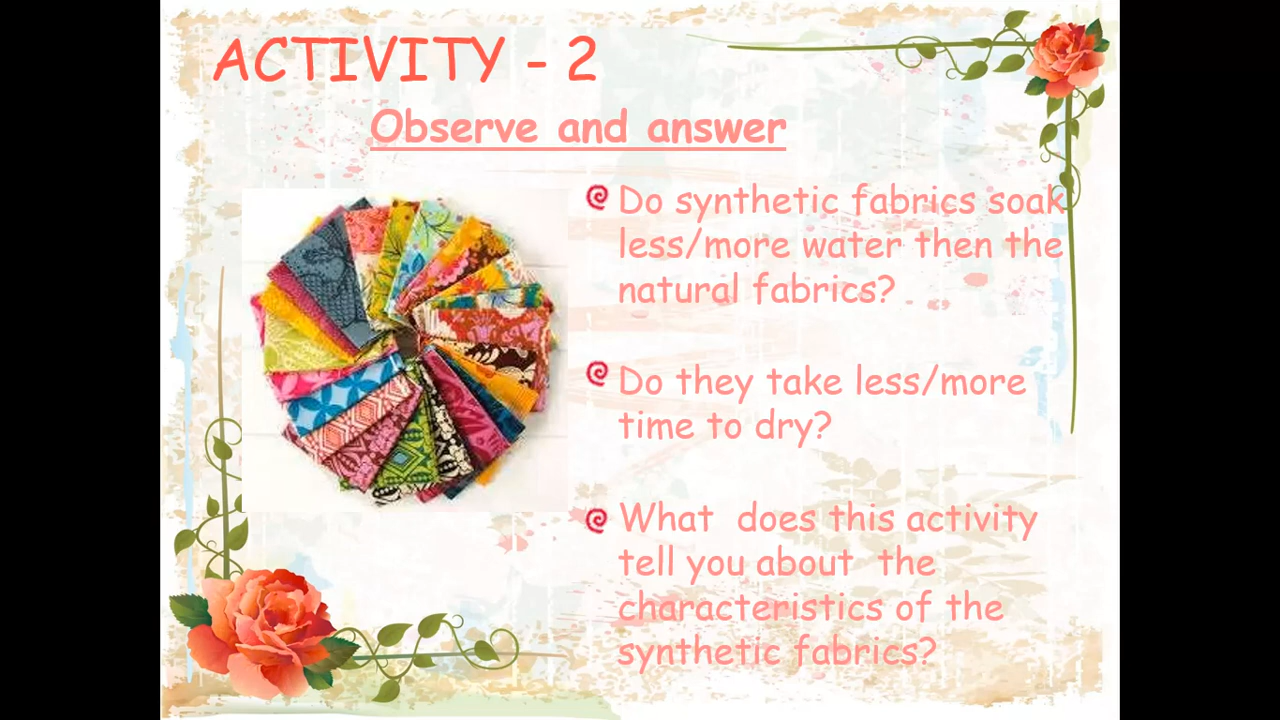 ACTIVITY - 2
Observe and answer
Do synthetic fabrics soak
less/more water then the
natural fabrics?
Do they take less/more
time to dry?
What does this activity
tell you about the
characteristics of the
synthetic fabrics?